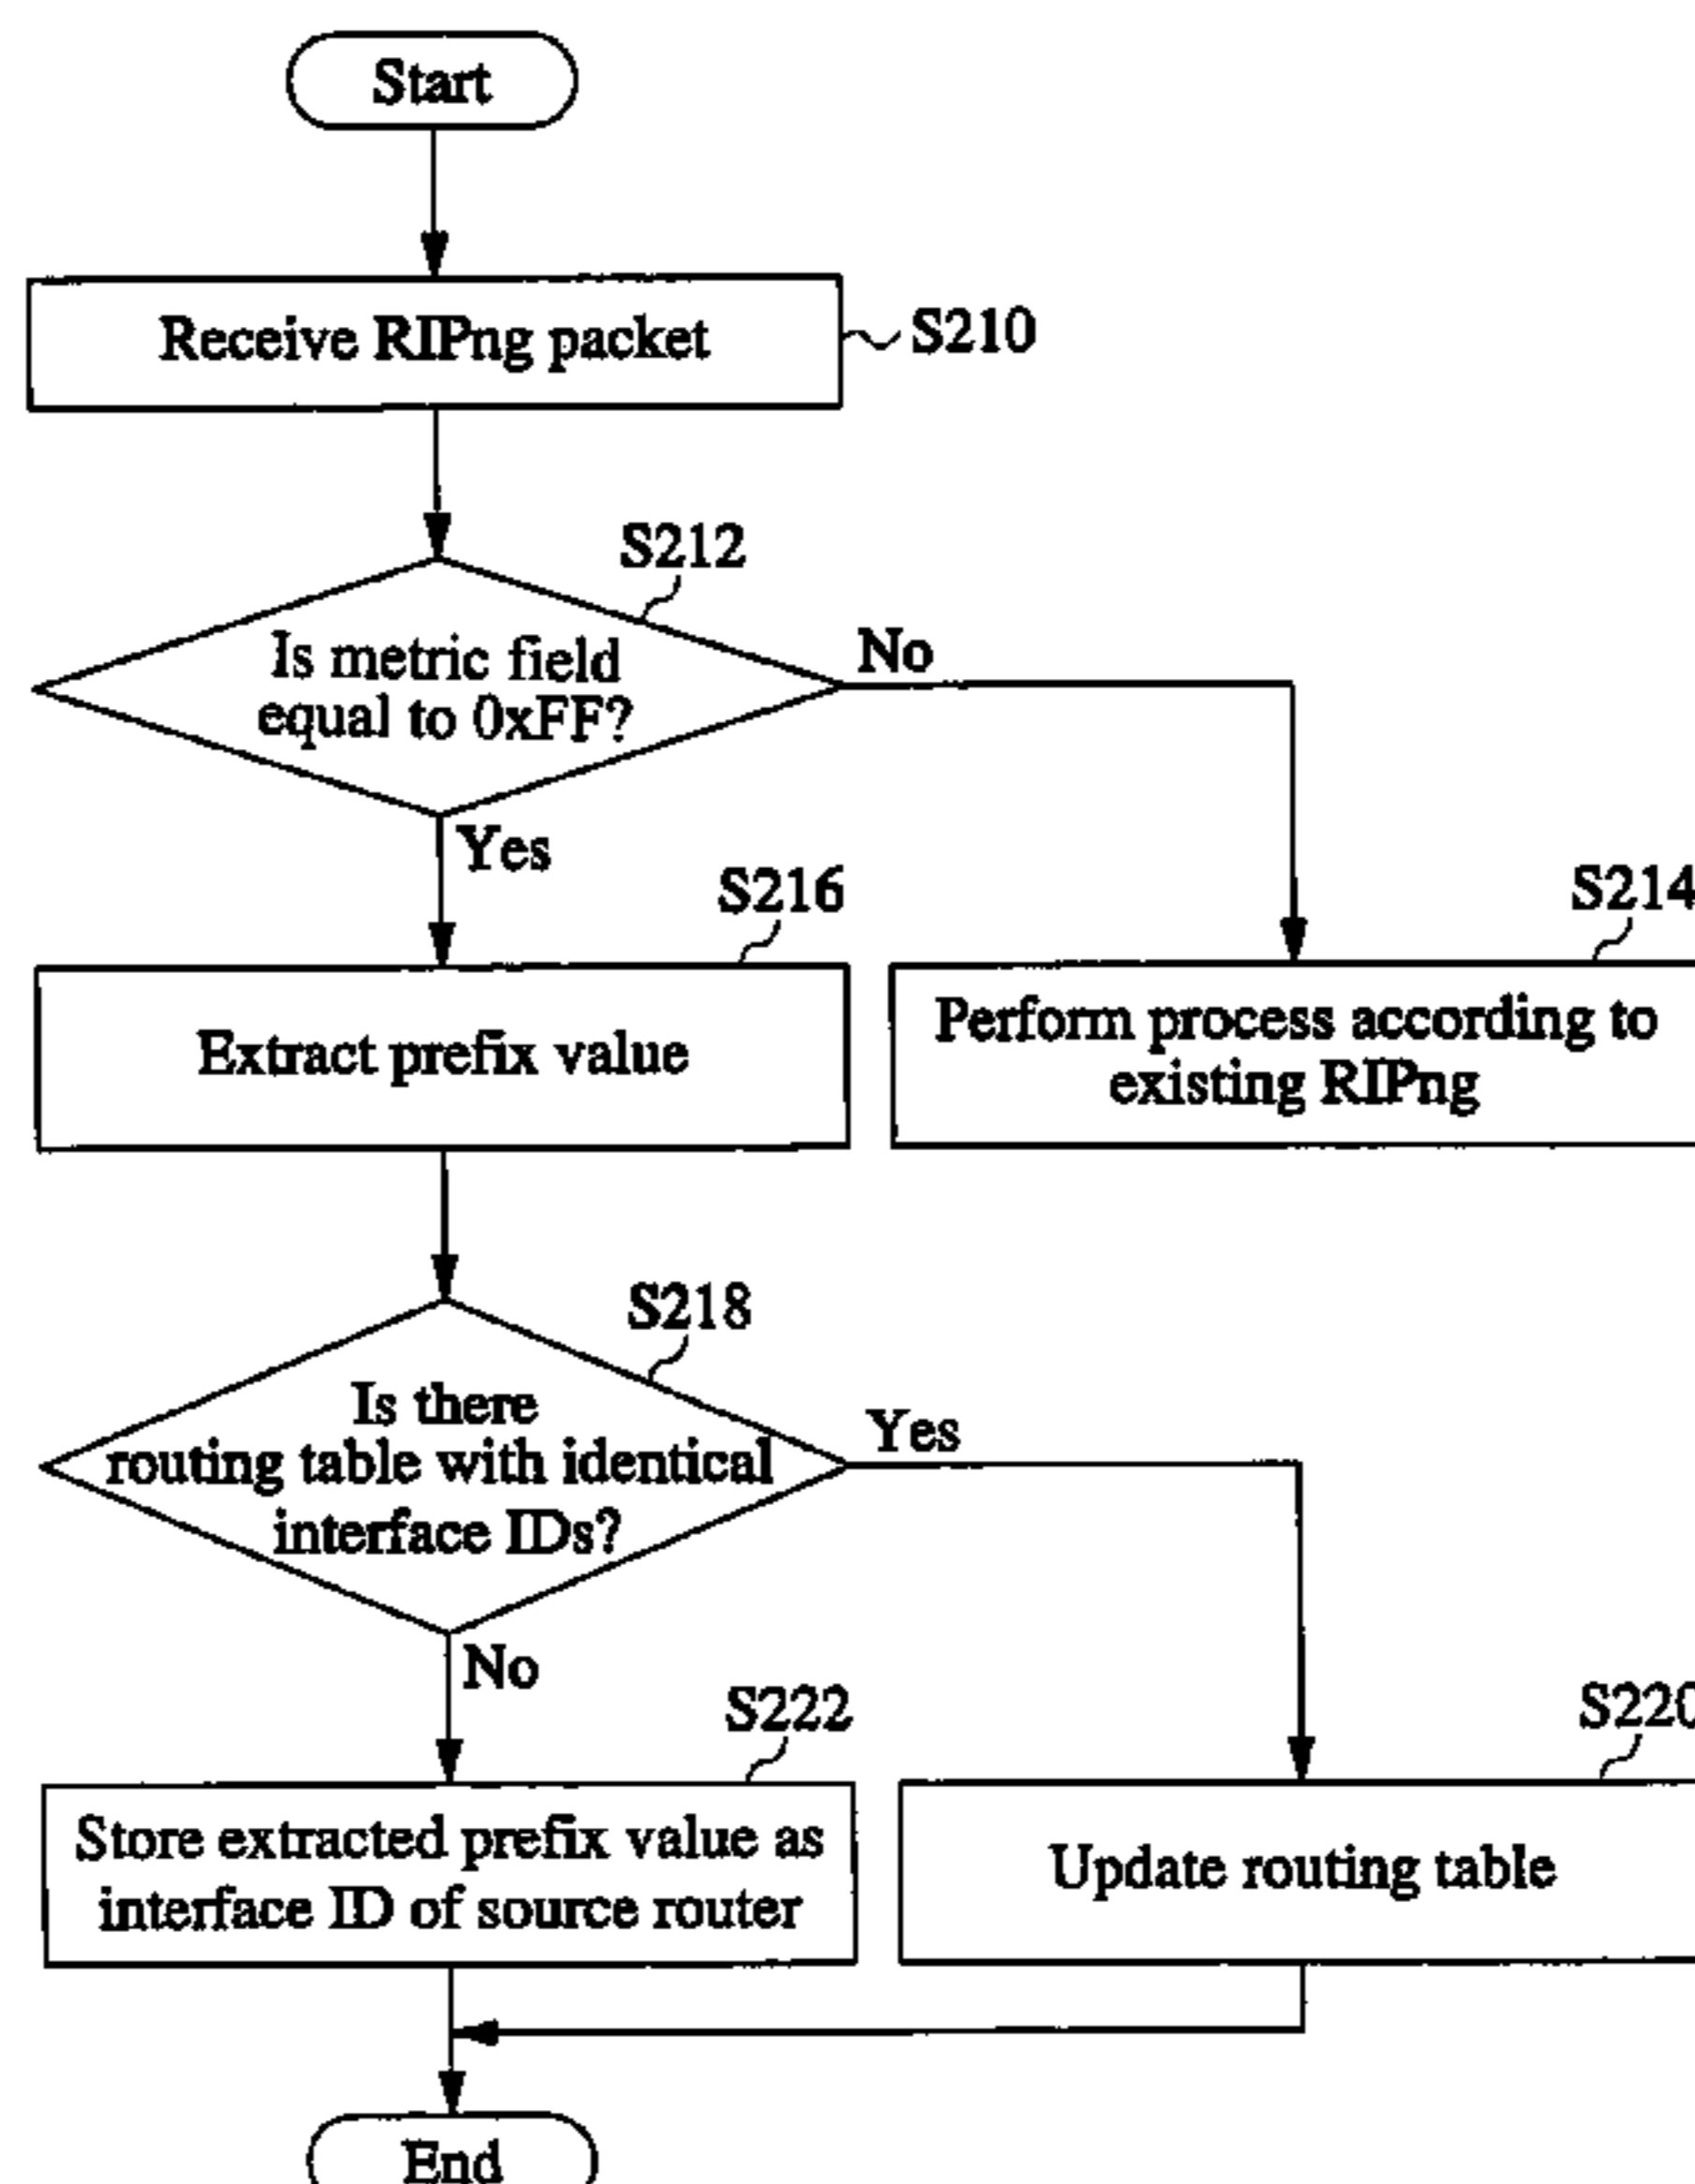 Start
Receive RIPng packet
S210
S212
Is metric field
equal to 0xFF?
No
Yes
S216
S214
Extract prefix value
Perform process according to
existing RIPng
S218
Is there
routing table with identical
interface IDs?
Yes
No
S222
S220
Store extracted prefix value as
interface ID of source router
Update routing table
End